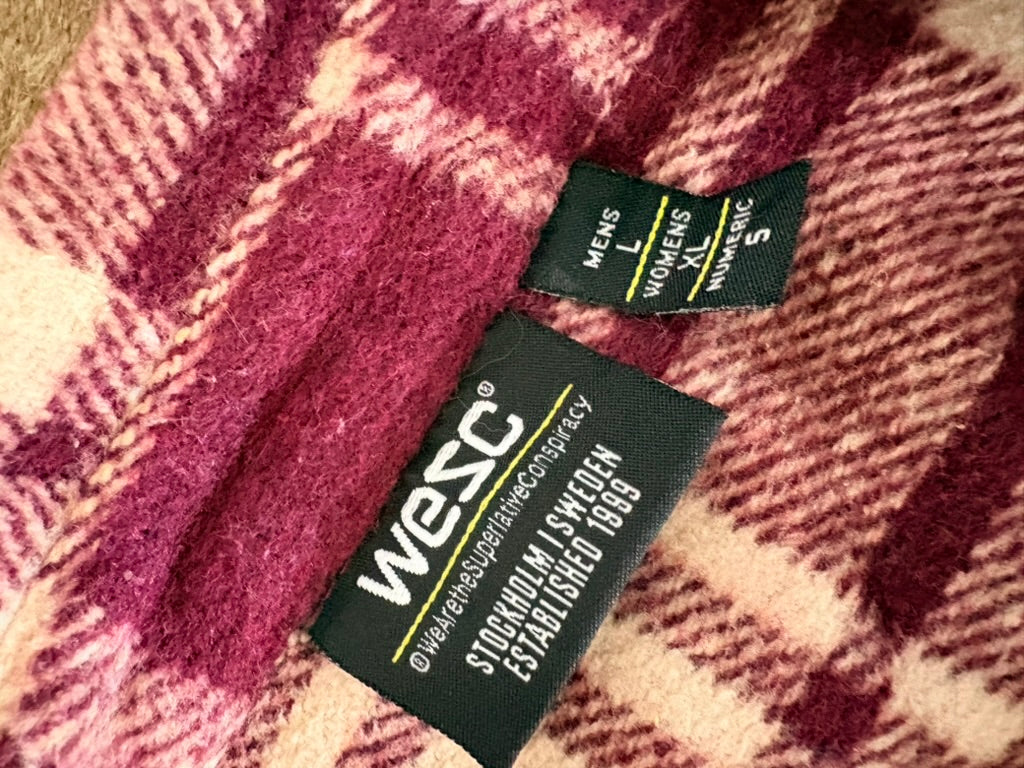 MENS
L
WOMENS
XL
NUMERIC
5
wesc®
®WeAretheSuperlativeConspiracy
STOCKHOLM | SWEDEN
ESTABLISHED 1999